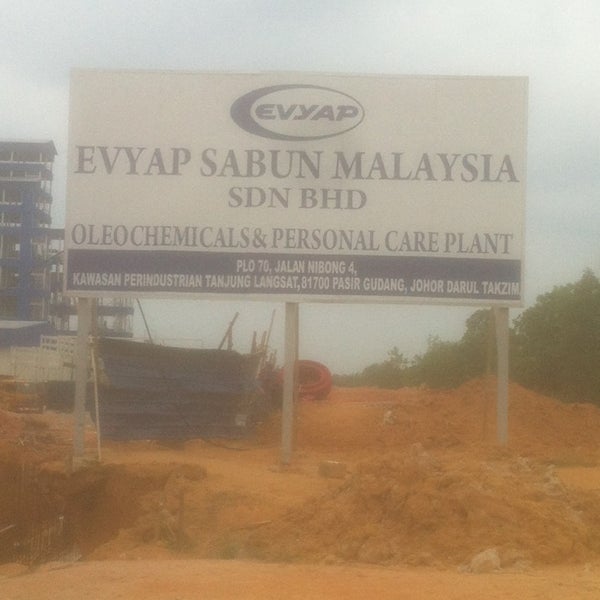 EVYAP
EVYAP SABUN MALAYSIA
SDN BHD
OLEOCHEMICALS & PERSONAL CARE PLANT
PLO 70, JALAN NIBONG 4,
KAWASAN PERINDUSTRIAN TANJUNG LANGSAT, 81700 PASIR GUDANG, JOHOR DARUL TAKZIM